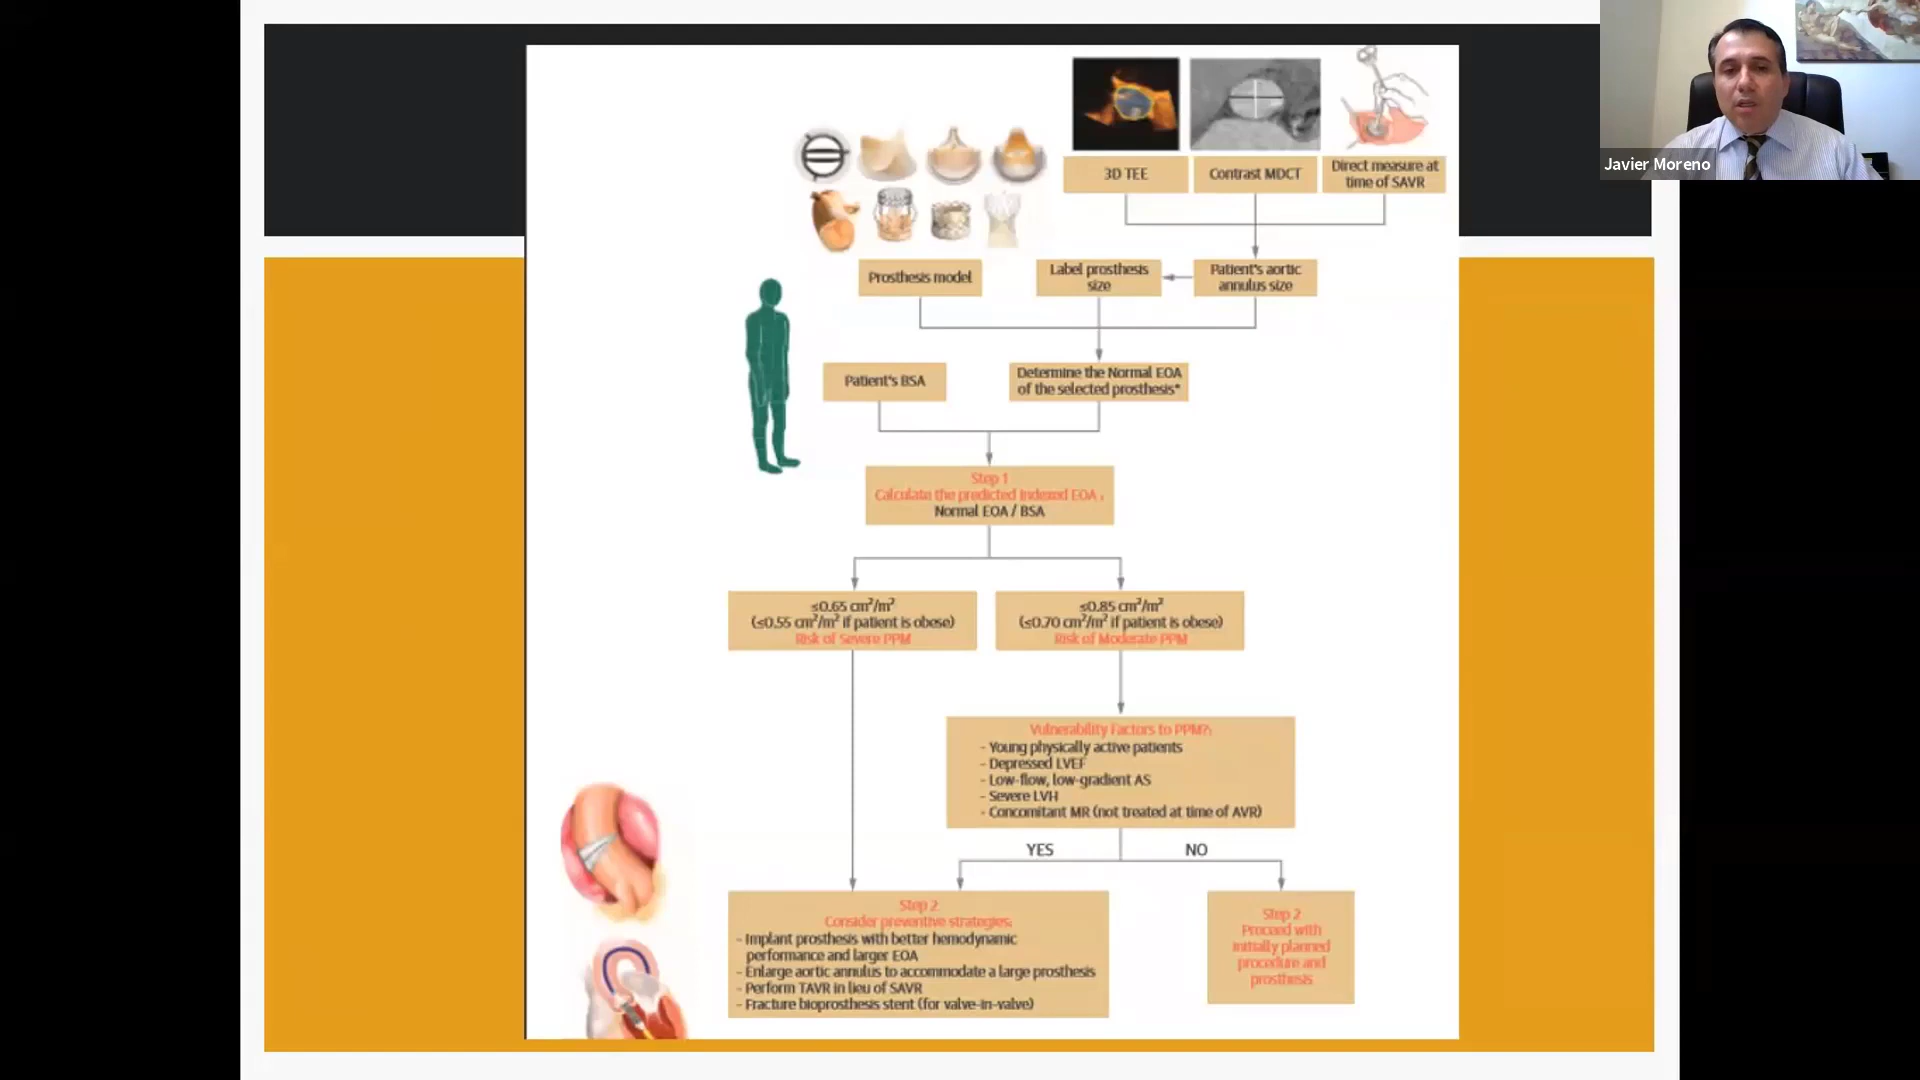 Javier Moreno
3D TEE
Contrast MDCT
Direct measure at
time of SAVR
Prosthesis model
Label prosthesis
size
Patient's aortic
annulus size
Patient's BSA
Determine the Normal EOA
of the selected prosthesis*
Step 1
Calculate the predicted indexed EOA :
Normal EOA / BSA
≤0.65 cm²/m²
(≤0.55 cm²/m² if patient is obese)
Risk of Severe PPM
≤0.85 cm²/m²
(≤0.70 cm²/m² if patient is obese)
Risk of Moderate PPM
Vulnerability Factors to PPM?:
- Young physically active patients
- Depressed LVEF
- Low-flow, low-gradient AS
- Severe LVH
- Concomitant MR (not treated at time of AVR)
YES
NO
Step 2
Consider preventive strategies:
- Implant prosthesis with better hemodynamic
performance and larger EOA
- Enlarge aortic annulus to accommodate a large prosthesis
- Perform TAVR in lieu of SAVR
- Fracture bioprosthesis stent (for valve-in-valve)
Step 2
Proceed with
initially planned
procedure and
prosthesis